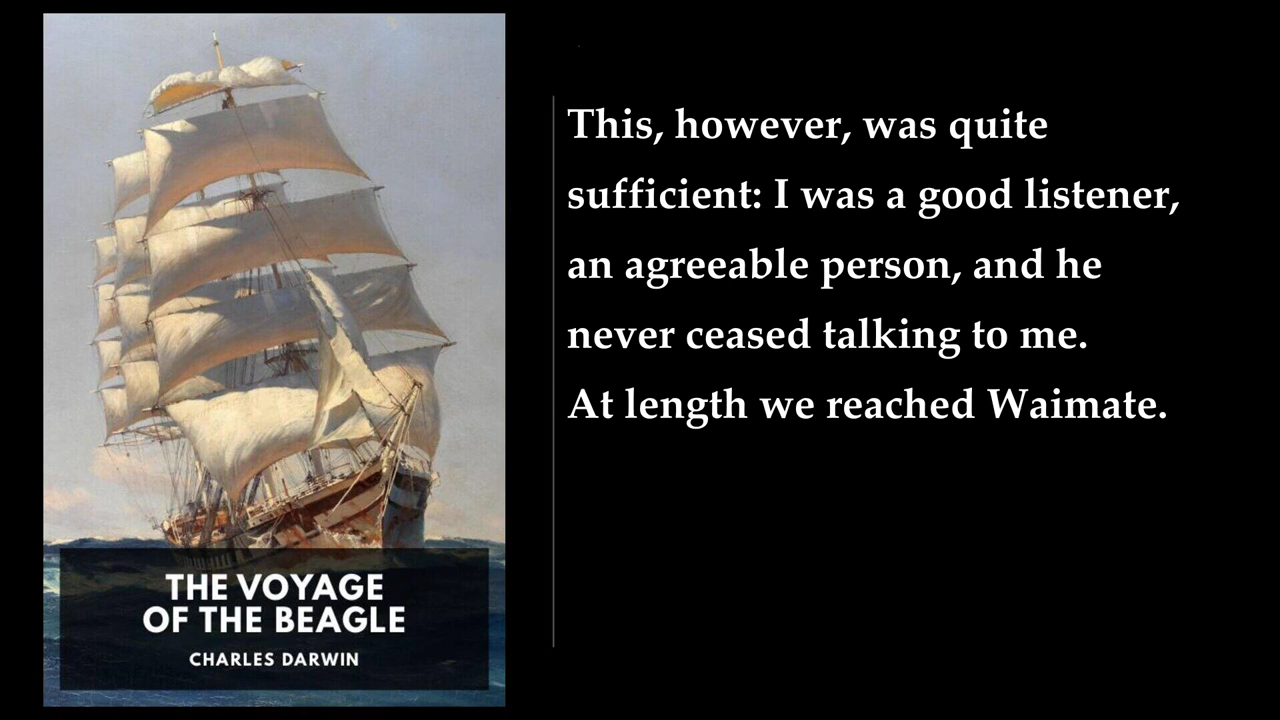 THE VOYAGE
OF THE BEAGLE
CHARLES DARWIN
This, however, was quite
sufficient: I was a good listener,
an agreeable person, and he
never ceased talking to me.
At length we reached Waimate.